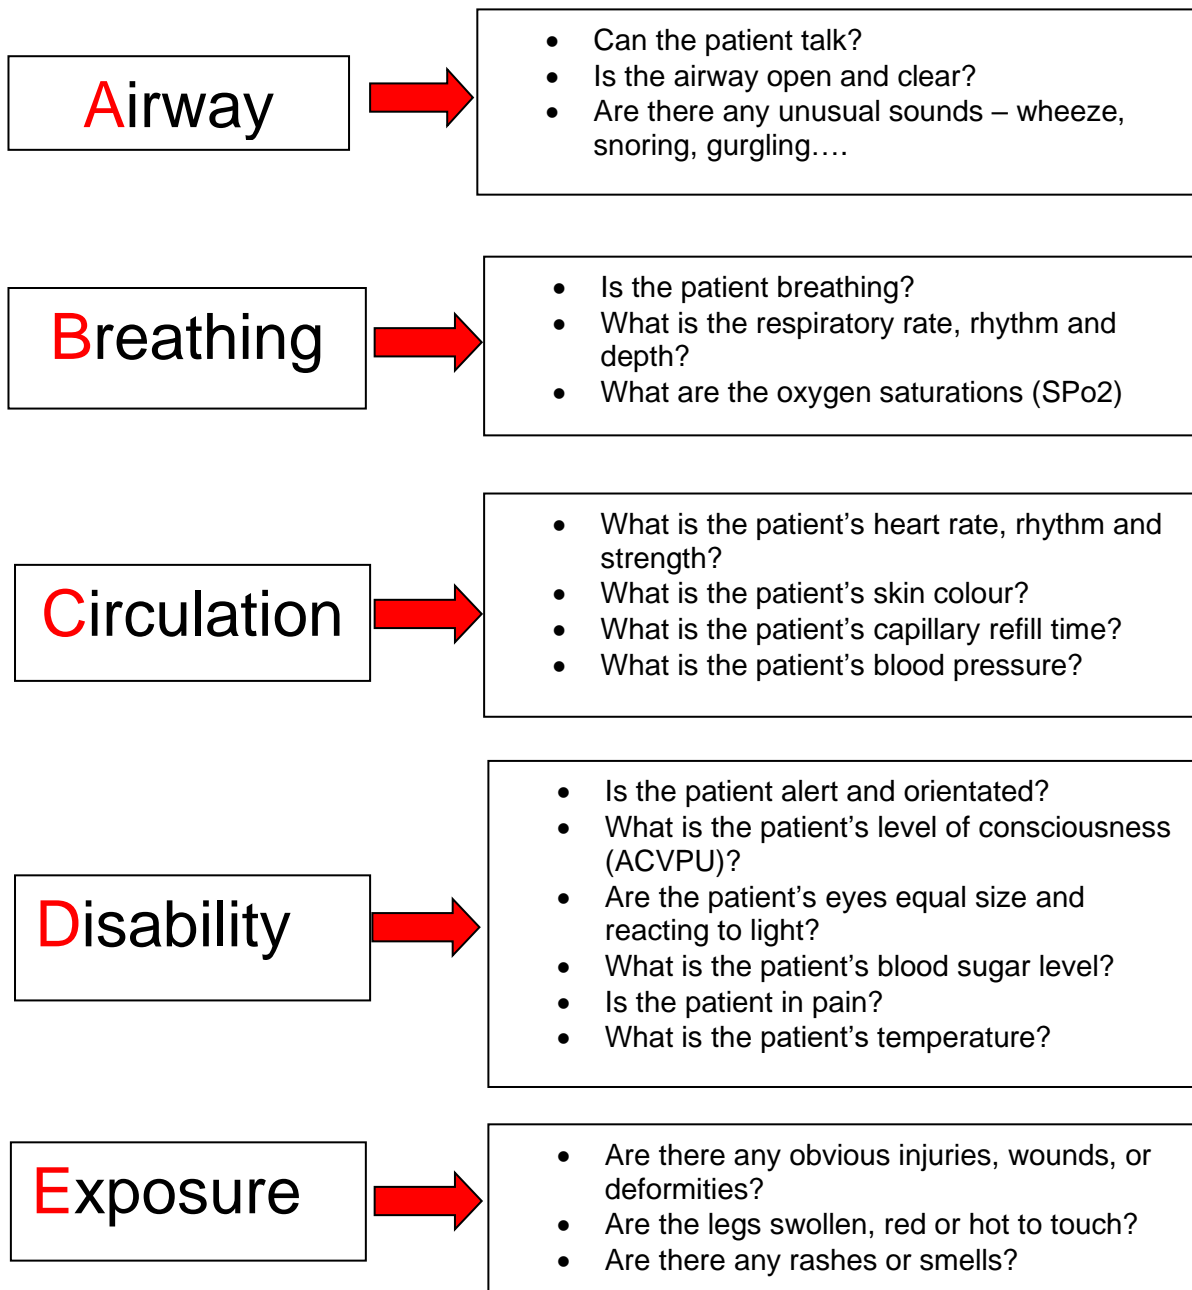 Airway
• Can the patient talk?
• Is the airway open and clear?
• Are there any unusual sounds – wheeze,
snoring, gurgling….
Breathing
• Is the patient breathing?
• What is the respiratory rate, rhythm and
depth?
• What are the oxygen saturations (SPo2)
Circulation
• What is the patient’s heart rate, rhythm and
strength?
• What is the patient’s skin colour?
• What is the patient’s capillary refill time?
• What is the patient’s blood pressure?
Disability
• Is the patient alert and orientated?
• What is the patient’s level of consciousness
(ACVPU)?
• Are the patient’s eyes equal size and
reacting to light?
• What is the patient’s blood sugar level?
• Is the patient in pain?
• What is the patient’s temperature?
Exposure
• Are there any obvious injuries, wounds, or
deformities?
• Are the legs swollen, red or hot to touch?
• Are there any rashes or smells?